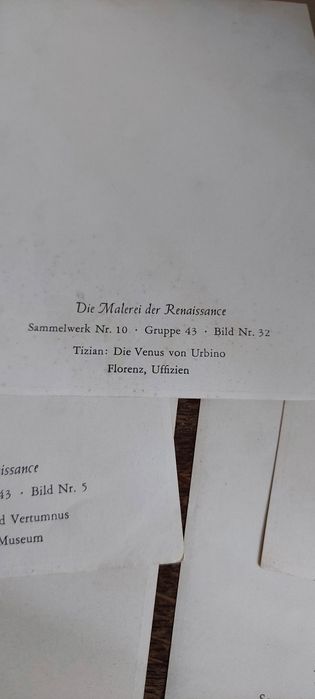 Die Malerei der Renaissance
Sammelwerk Nr. 10 · Gruppe 43 · Bild Nr. 32
Tizian: Die Venus von Urbino
Florenz, Uffizien
issance
43 · Bild Nr. 5
d Vertumnus
Museum